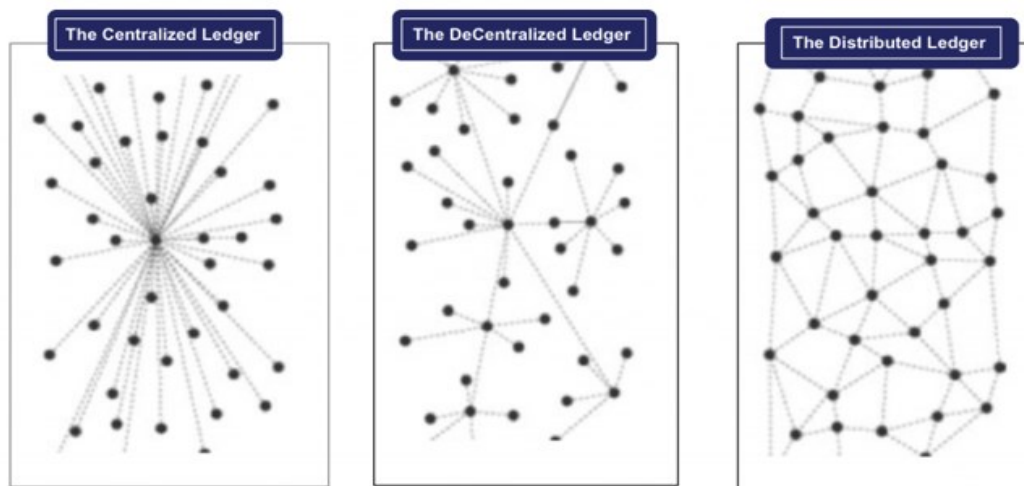 The Centralized Ledger
The DeCentralized Ledger
The Distributed Ledger